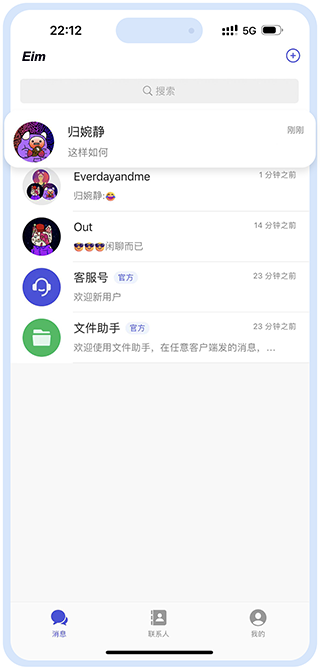 22:12
5G
Eim
搜索
归婉静
刚刚
这样如何
Everdayandme
1 分钟之前
归婉静:😂
Out
14 分钟之前
😎😎😎闲聊而已
客服号 官方
23 分钟之前
欢迎新用户
文件助手 官方
23 分钟之前
欢迎使用文件助手，在任意客户端发的消息，...
消息
联系人
我的